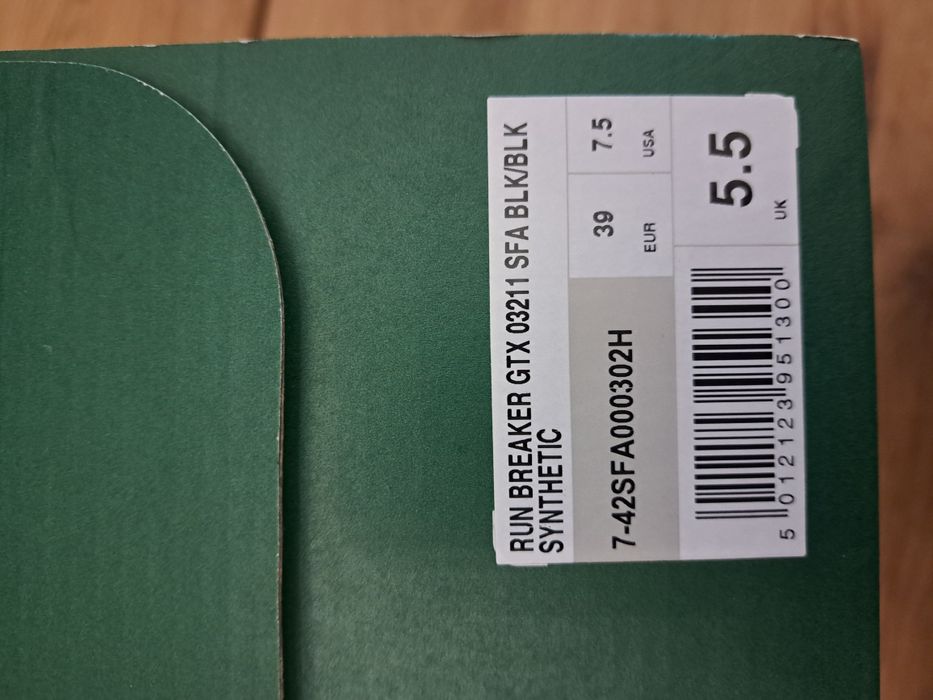 RUN BREAKER GTX 03211 SFA BLK/BLK
SYNTHETIC
7-42SFA000302H
39
EUR
7.5
USA
5 012123 951300
5.5
UK